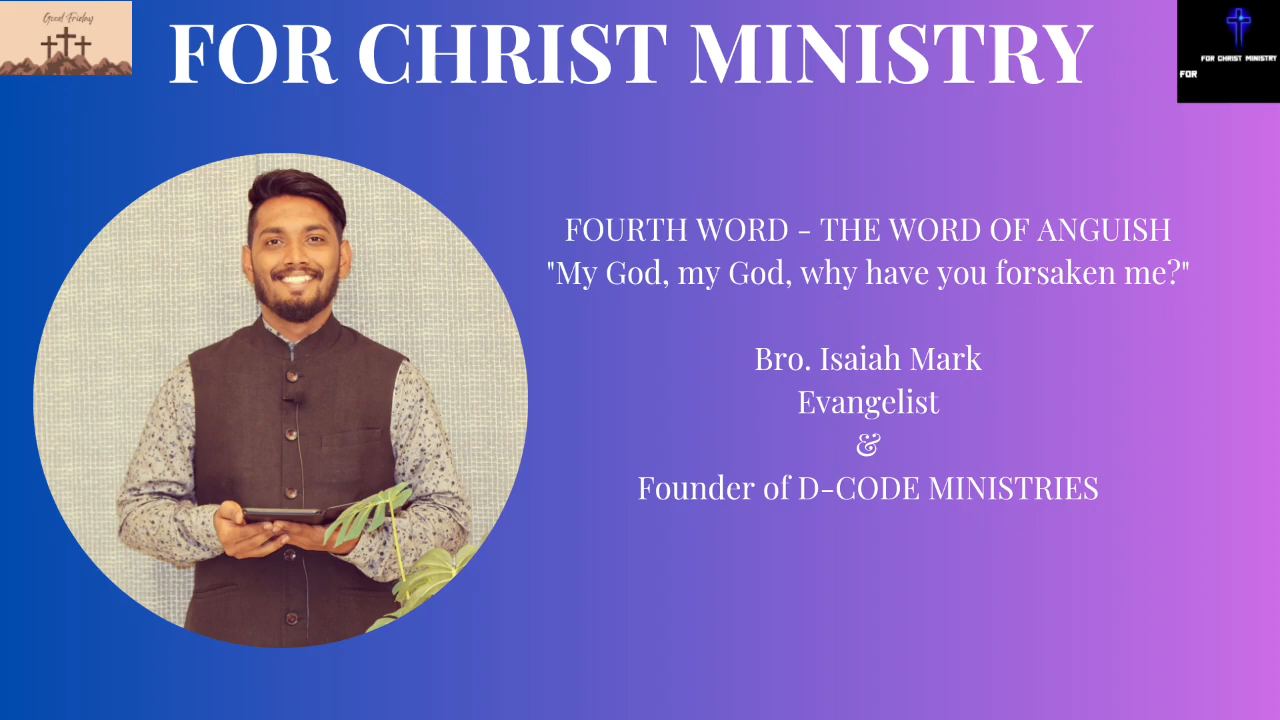 Good Friday
FOR CHRIST MINISTRY
FOR CHRIST MINISTRY
FOR
FOURTH WORD - THE WORD OF ANGUISH
"My God, my God, why have you forsaken me?"
Bro. Isaiah Mark
Evangelist
&
Founder of D-CODE MINISTRIES